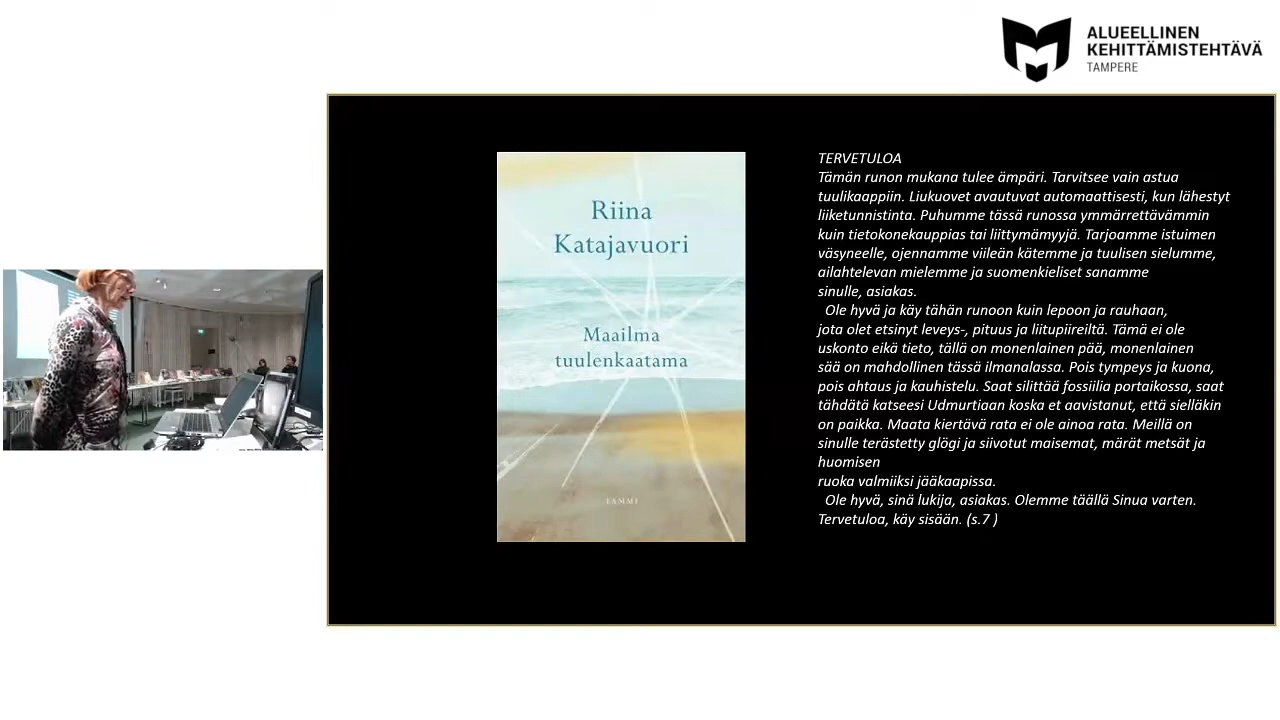 ALUEELLINEN
KEHITTÄMISTEHTÄVÄ
TAMPERE
Riina
Katajavuori
Maailma
tuulenkaatama
TAMMI
TERVETULOA
Tämän runon mukana tulee ämpäri. Tarvitsee vain astua
tuulikaappiin. Liukuovet avautuvat automaattisesti, kun lähestyt
liiketunnistinta. Puhumme tässä runossa ymmärrettävämmin
kuin tietokonekauppias tai liittymämyyjä. Tarjoamme istuimen
väsyneelle, ojennamme viileän kätemme ja tuulisen sielumme,
ailahtelevan mielemme ja suomenkieliset sanamme
sinulle, asiakas.
Ole hyvä ja käy tähän runoon kuin lepoon ja rauhaan,
jota olet etsinyt leveys-, pituus ja liitupiireiltä. Tämä ei ole
uskonto eikä tieto, tällä on monenlainen pää, monenlainen
sää on mahdollinen tässä ilmanalassa. Pois tympeys ja kuona,
pois ahtaus ja kauhistelu. Saat silittää fossiilia portaikossa, saat
tähdätä katseesi Udmurtiaan koska et aavistanut, että sielläkin
on paikka. Maata kiertävä rata ei ole ainoa rata. Meillä on
sinulle terästetty glögi ja siivotut maisemat, märät metsät ja
huomisen
ruoka valmiiksi jääkaapissa.
Ole hyvä, sinä lukija, asiakas. Olemme täällä Sinua varten.
Tervetuloa, käy sisään. (s.7 )